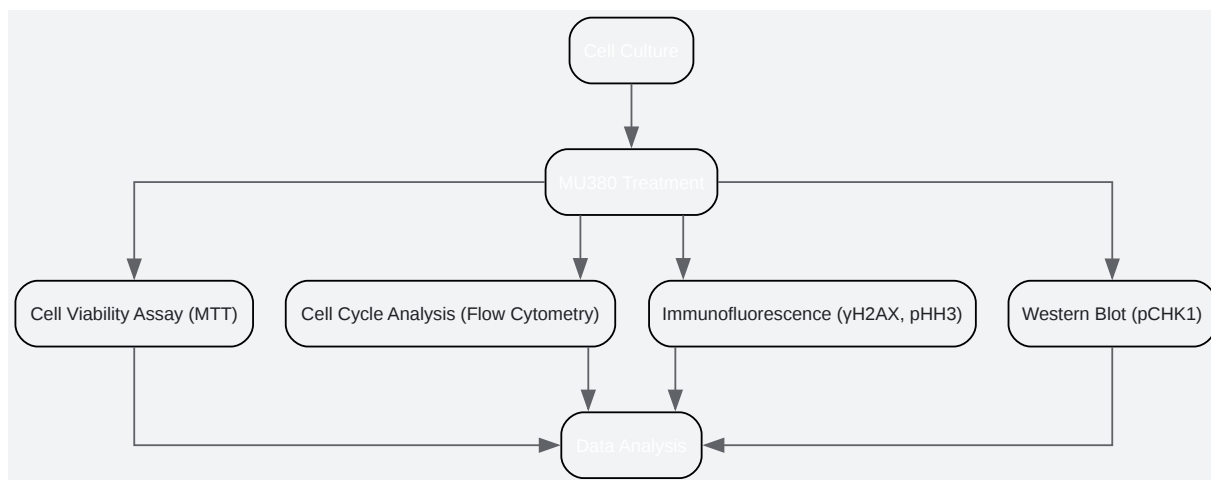 Cell Culture
MU380 Treatment
Cell Viability Assay (MTT)
Cell Cycle Analysis (Flow Cytometry)
Immunofluorescence (γH2AX, pHH3)
Western Blot (pCHK1)
Data Analysis